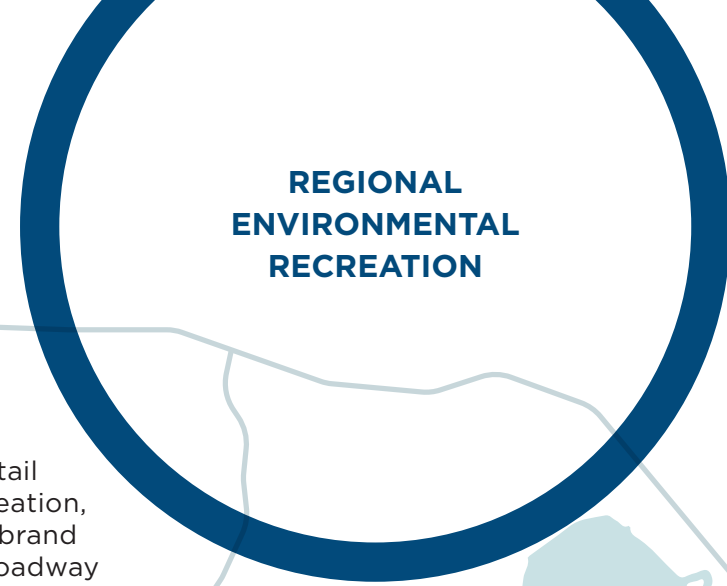 REGIONAL
ENVIRONMENTAL
RECREATION
tail
eation,
brand
oadway